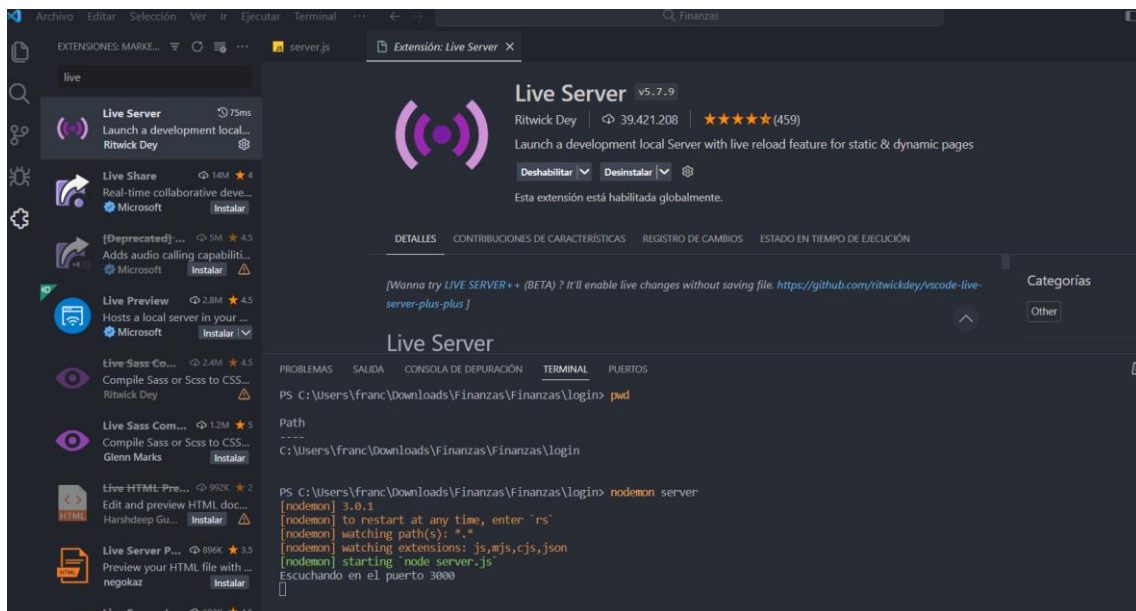 Archivo Editar Selección Ver Ir Ejecutar Terminal ··· Finanzas
EXTENSIONES: MARKE... ···
live
Live Server 75ms
Launch a development local...
Ritwick Dey
Live Share 14M ★ 4
Real-time collaborative deve...
Microsoft Instalar
[Deprecated] ... 5M ★ 4.5
Adds audio calling capabiliti...
Microsoft Instalar
Live Preview 2.8M ★ 4.5
Hosts a local server in your ...
Microsoft Instalar
Live Sass Co... 2.4M ★ 4.5
Compile Sass or Scss to CSS...
Ritwick Dey
Live Sass Com... 1.2M ★ 5
Compile Sass or Scss to CSS...
Glenn Marks Instalar
Live HTML Pre... 992K ★ 2
Edit and preview HTML doc...
Harshdeep Gu... Instalar
Live Server P... 896K ★ 3.5
Preview your HTML file with ...
negokaz Instalar
JS server.js Extensión: Live Server ×
Live Server v5.7.9
Ritwick Dey 39.421.208 ★★★★★(459)
Launch a development local Server with live reload feature for static & dynamic pages
Deshabilitar Desinstalar
Esta extensión está habilitada globalmente.
DETALLES CONTRIBUCIONES DE CARACTERÍSTICAS REGISTRO DE CAMBIOS ESTADO EN TIEMPO DE EJECUCIÓN
[Wanna try LIVE SERVER++ (BETA) ? It'll enable live changes without saving file. https://github.com/ritwickdey/vscode-live-
server-plus-plus ]
Live Server
Categorías
Other
PROBLEMAS SALIDA CONSOLA DE DEPURACIÓN TERMINAL PUERTOS
PS C:\Users\franc\Downloads\Finanzas\Finanzas\login> pwd
Path
----
C:\Users\franc\Downloads\Finanzas\Finanzas\login
PS C:\Users\franc\Downloads\Finanzas\Finanzas\login> nodemon server
[nodemon] 3.0.1
[nodemon] to restart at any time, enter `rs`
[nodemon] watching path(s): *.*
[nodemon] watching extensions: js,mjs,cjs,json
[nodemon] starting `node server.js`
Escuchando en el puerto 3000